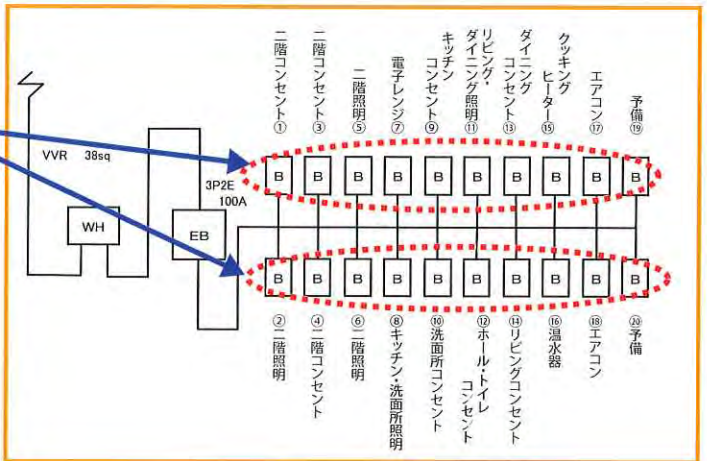 二階コンセント①
二階コンセント③
二階照明⑤
電子レンジ⑦
キッチン
コンセント⑨
リビング・
ダイニング照明⑪
ダイニング
コンセント⑬
クッキング
ヒーター⑮
エアコン⑰
予備⑲
VVR 38sq
3P2E
100A
WH
EB
B B B B B B B B B B
B B B B B B B B B B
②二階照明
④二階コンセント
⑥二階照明
⑧キッチン・洗面所照明
⑩洗面所コンセント
⑫ホール・トイレ
コンセント
⑭リビングコンセント
⑯温水器
⑱エアコン
⑳予備